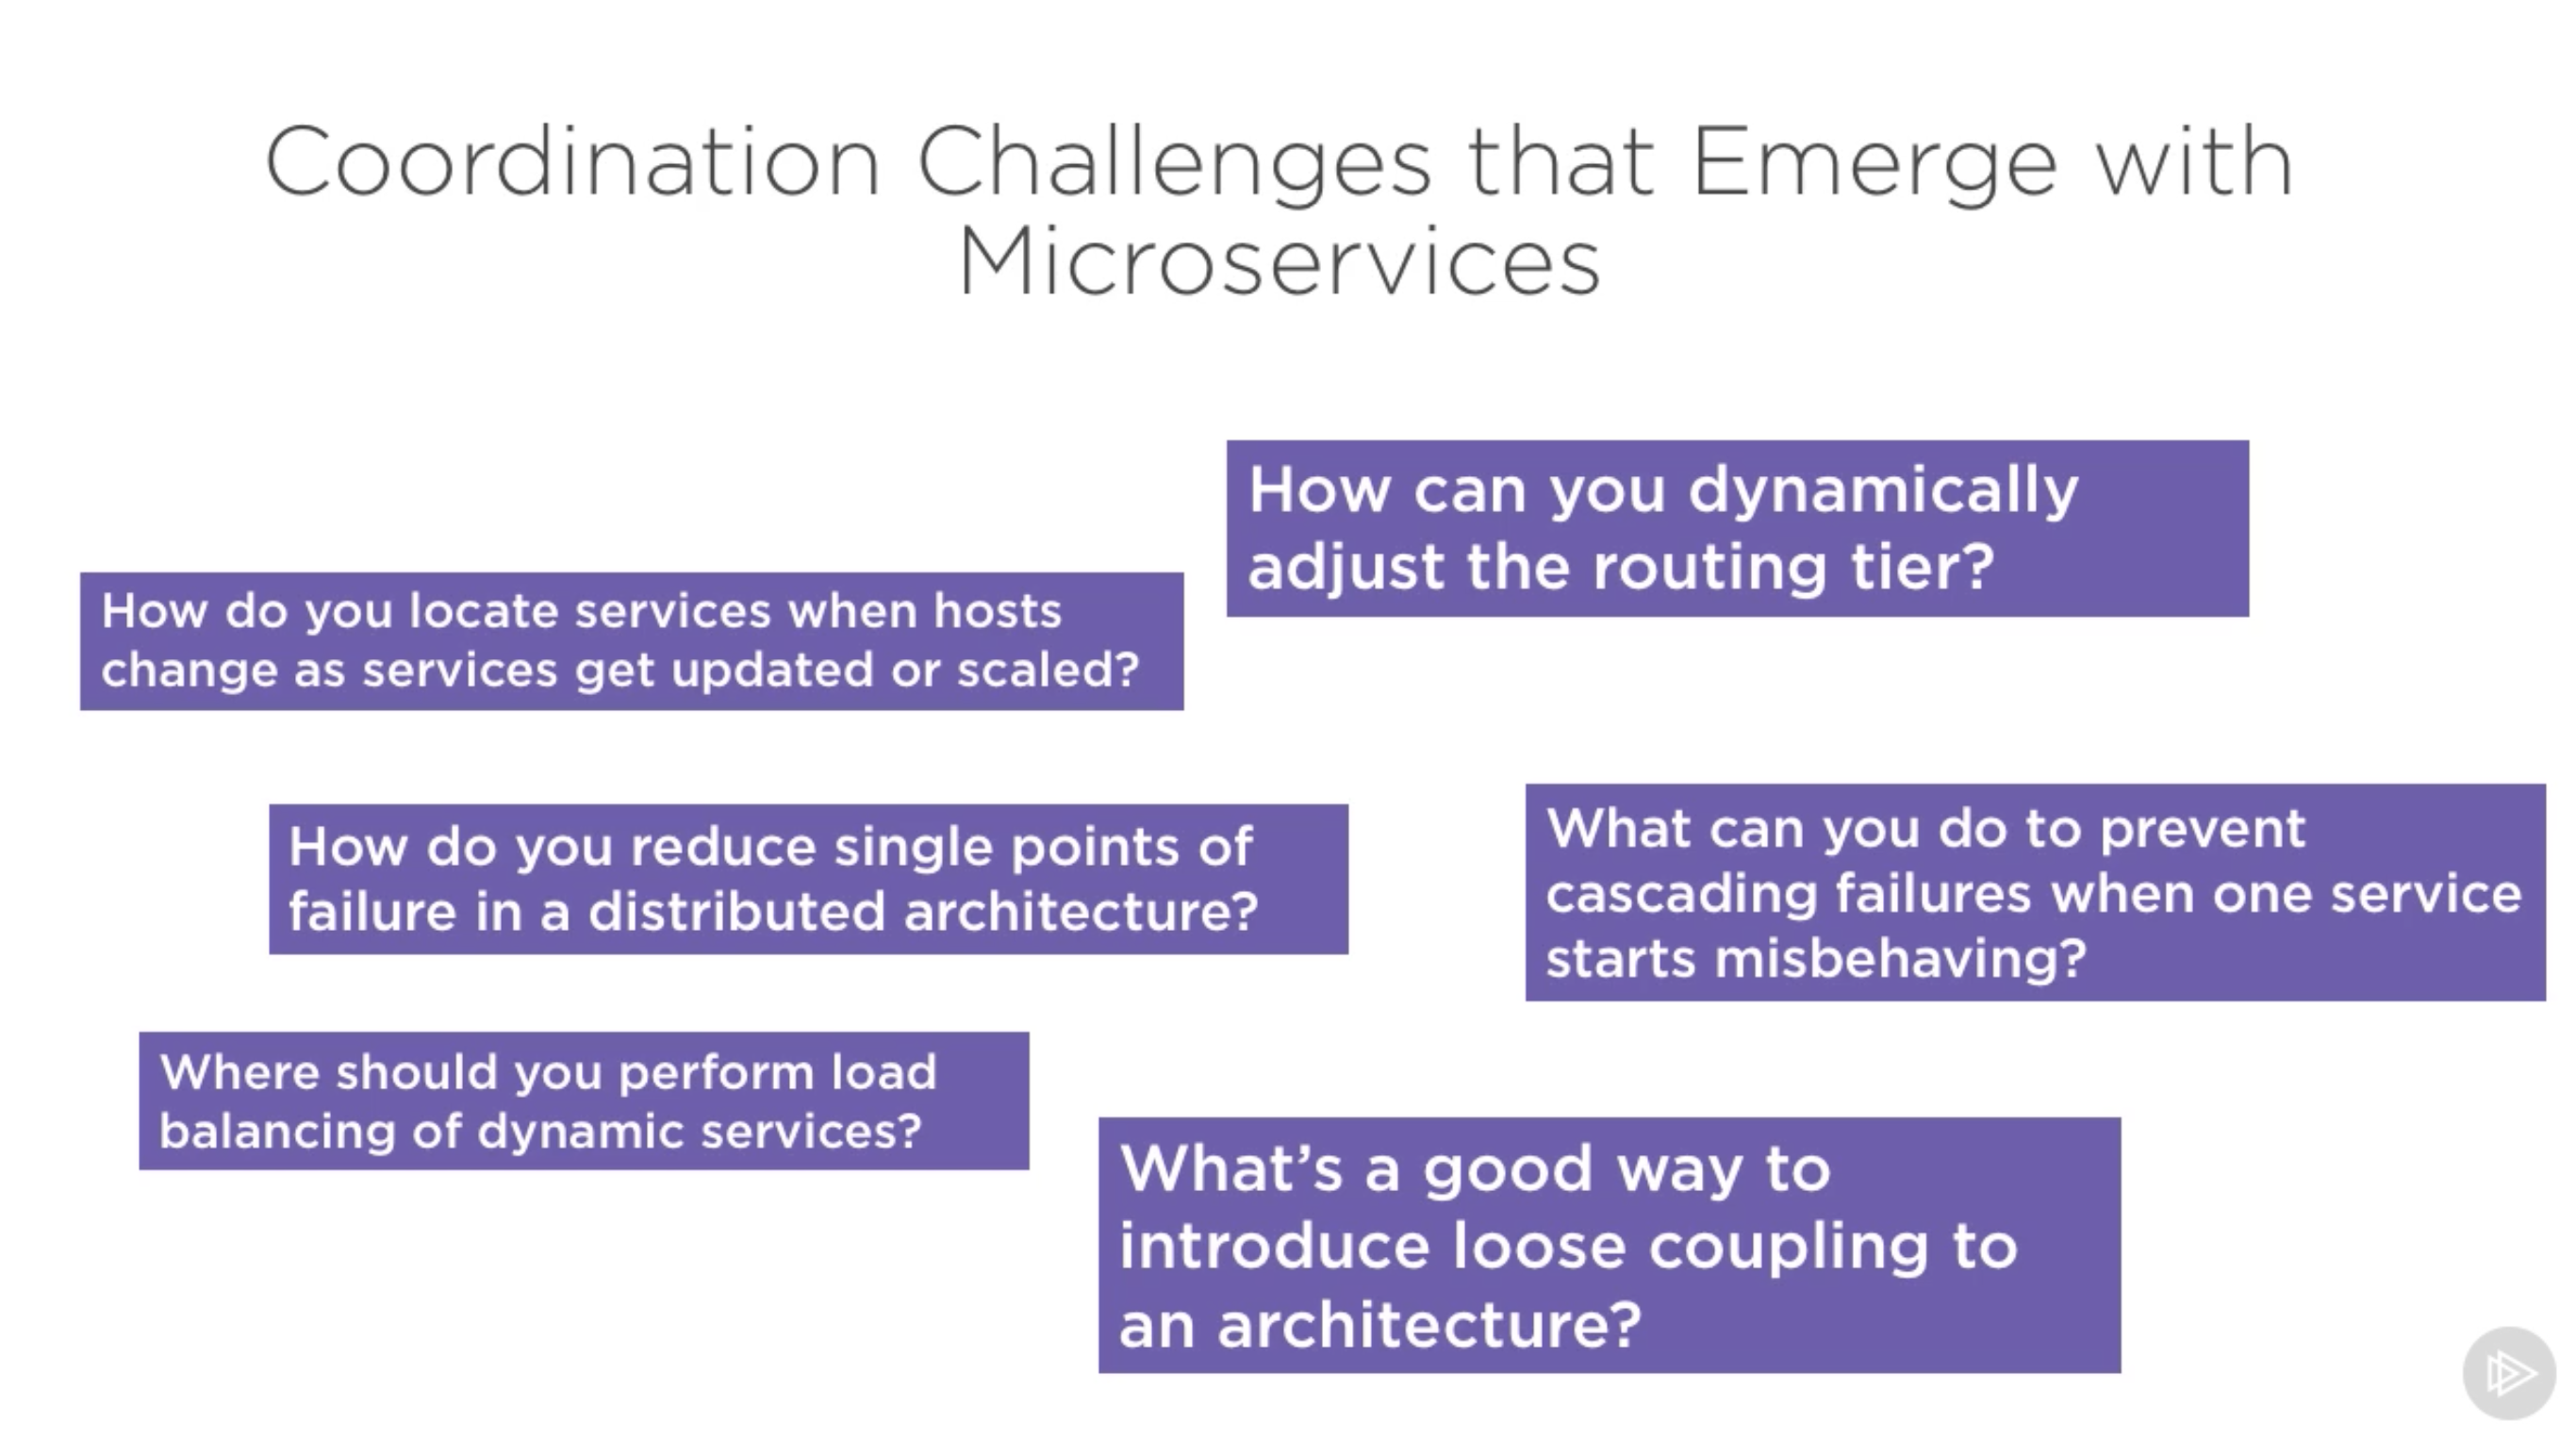 Coordination Challenges that Emerge with
Microservices
How can you dynamically
adjust the routing tier?
How do you locate services when hosts
change as services get updated or scaled?
How do you reduce single points of
failure in a distributed architecture?
What can you do to prevent
cascading failures when one service
starts misbehaving?
Where should you perform load
balancing of dynamic services?
What’s a good way to
introduce loose coupling to
an architecture?